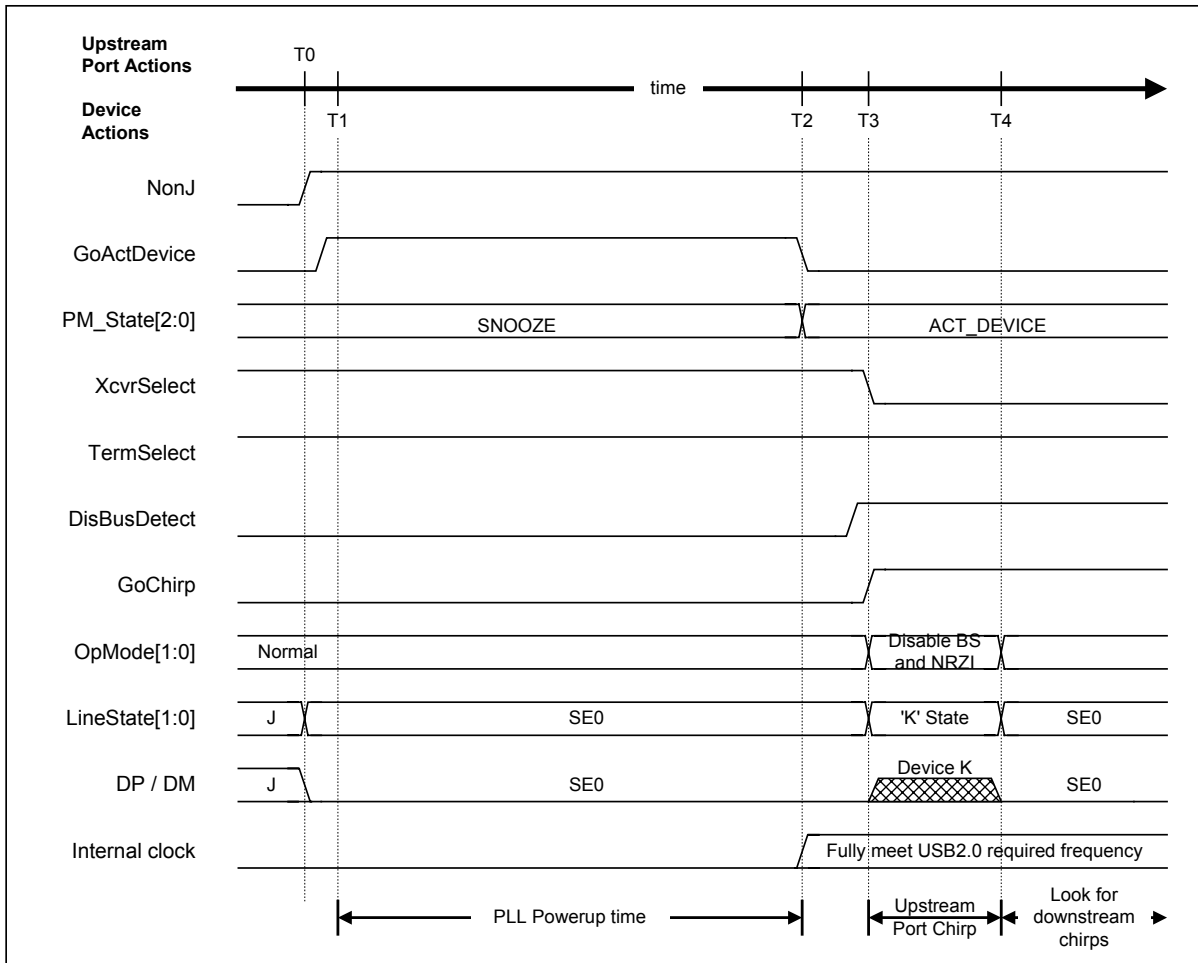 Upstream
Port Actions
T0
time
Device
Actions
T1
T2
T3
T4
NonJ
GoActDevice
PM_State[2:0]
SNOOZE
ACT_DEVICE
XcvrSelect
TermSelect
DisBusDetect
GoChirp
OpMode[1:0]
Normal
Disable BS
and NRZI
LineState[1:0]
J
SE0
'K' State
SE0
DP / DM
J
SE0
Device K
SE0
Internal clock
Fully meet USB2.0 required frequency
PLL Powerup time
Upstream
Port Chirp
Look for
downstream
chirps